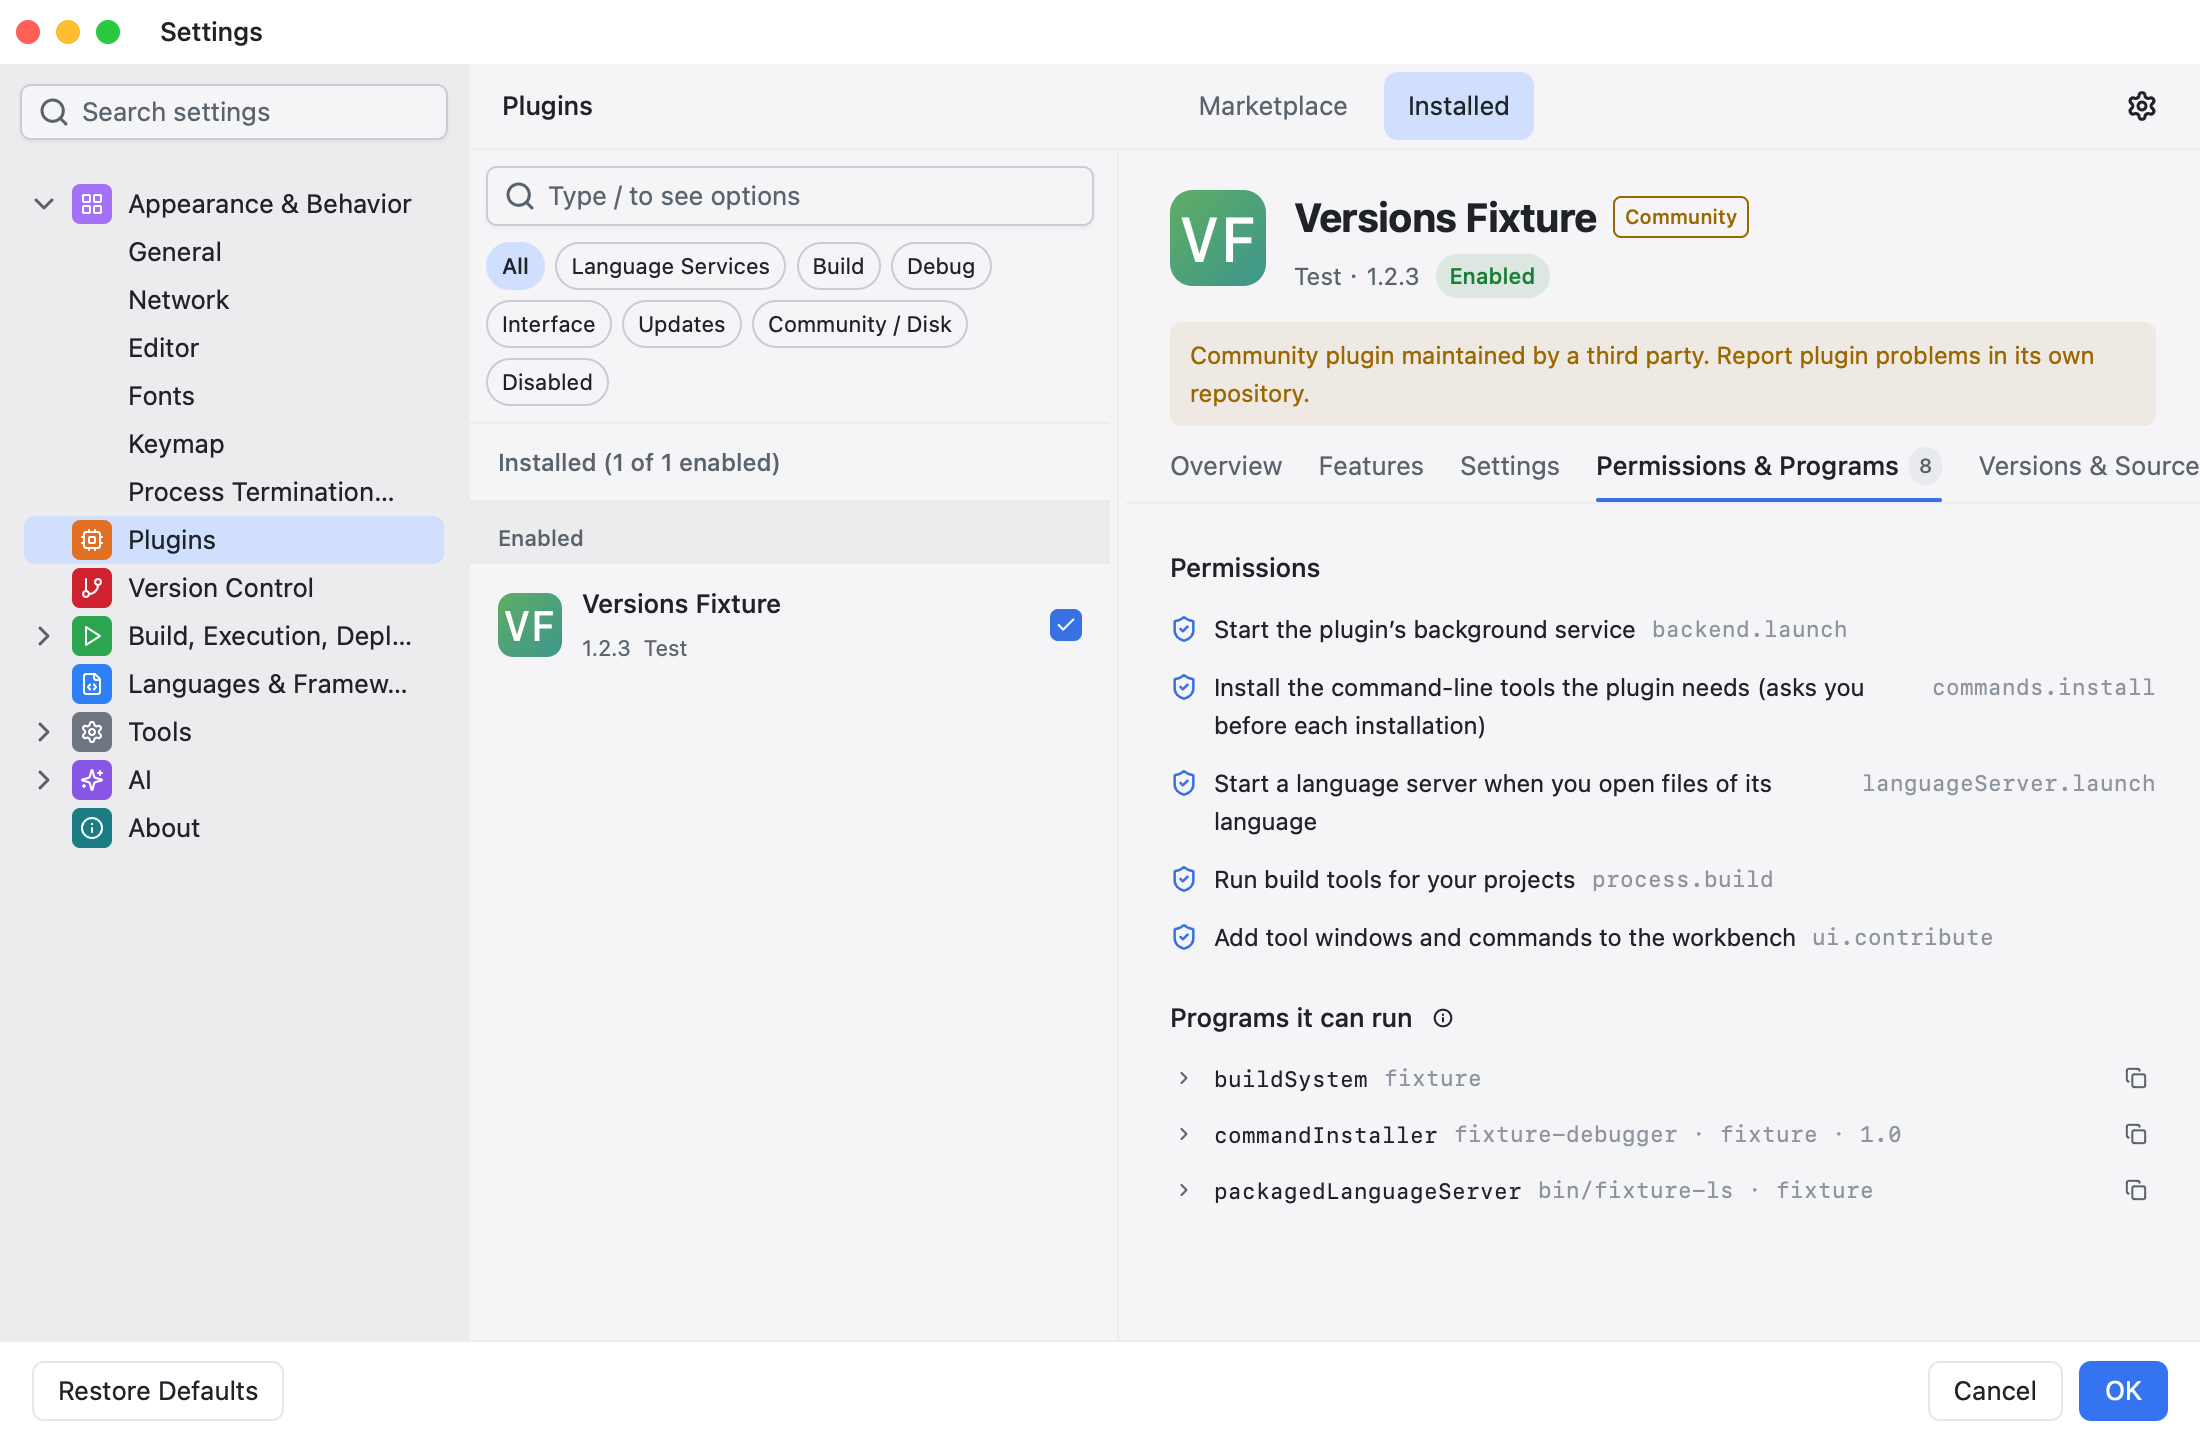 Settings
Search settings
Appearance & Behavior
General
Network
Editor
Fonts
Keymap
Process Termination...
Plugins
Version Control
Build, Execution, Depl...
Languages & Framew...
Tools
AI
About
Plugins
Marketplace
Installed
Type / to see options
All
Language Services
Build
Debug
Interface
Updates
Community / Disk
Disabled
Installed (1 of 1 enabled)
Enabled
VF
Versions Fixture
1.2.3 Test
VF
Versions Fixture
Community
Test · 1.2.3
Enabled
Community plugin maintained by a third party. Report plugin problems in its own
repository.
Overview
Features
Settings
Permissions & Programs 8
Versions & Source
Permissions
Start the plugin’s background service backend.launch
Install the command-line tools the plugin needs (asks you commands.install
before each installation)
Start a language server when you open files of its languageServer.launch
language
Run build tools for your projects process.build
Add tool windows and commands to the workbench ui.contribute
Programs it can run
buildSystem fixture
commandInstaller fixture-debugger · fixture · 1.0
packagedLanguageServer bin/fixture-ls · fixture
Restore Defaults
Cancel
OK